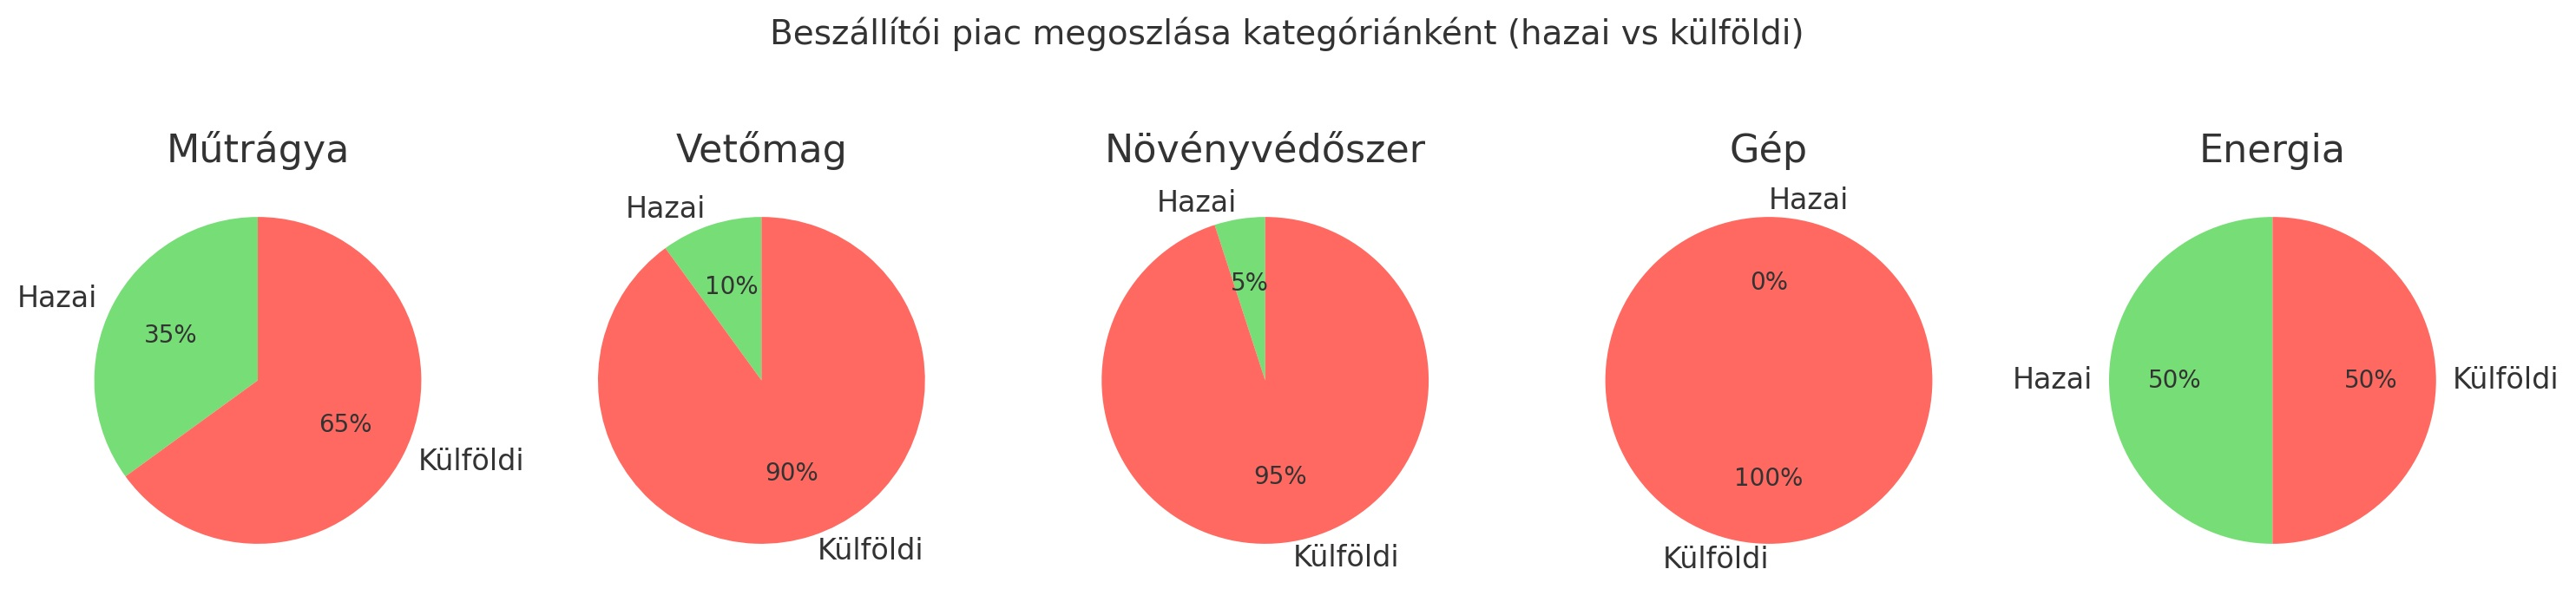 Beszállítói piac megoszlása kategóriánként (hazai vs külföldi)
Műtrágya
Hazai
35%
65%
Külföldi
Vetőmag
Hazai
10%
90%
Külföldi
Növényvédőszer
Hazai
5%
95%
Külföldi
Gép
Hazai
0%
100%
Külföldi
Energia
Hazai
50%
50%
Külföldi